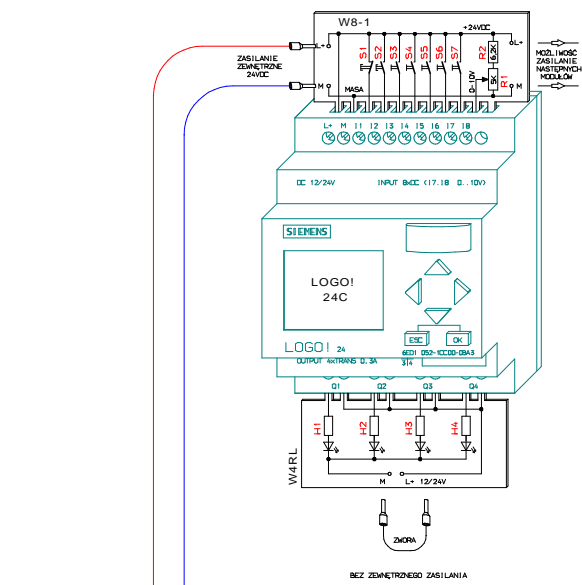 W8-1
+24VDC
L+
L+
ZASILANIE
ZEWNĘTRZNE
24VDC
S1 S2 S3 S4 S5 S6 S7
R2 6,2K
MOŻLIWOŚĆ
ZASILANIE
NASTĘPNYCH
MODUŁÓW
M
MASA
0-10V
5K R1
M
L+ M I1 I2 I3 I4 I5 I6 I7 I8
DC 12/24V INPUT 8xDC (I7.I8 0..10V)
SIEMENS
LOGO!
24C
ESC OK
LOGO! 24
6ED1 052-1CC00-0BA3
OUTPUT 4xTRANS 0.3A
3|4
Q1 Q2 Q3 Q4
H1 H2 H3 H4
W4RL
M L+ 12/24V
ZWORA
BEZ ZEWNĘTRZNEGO ZASILANIA